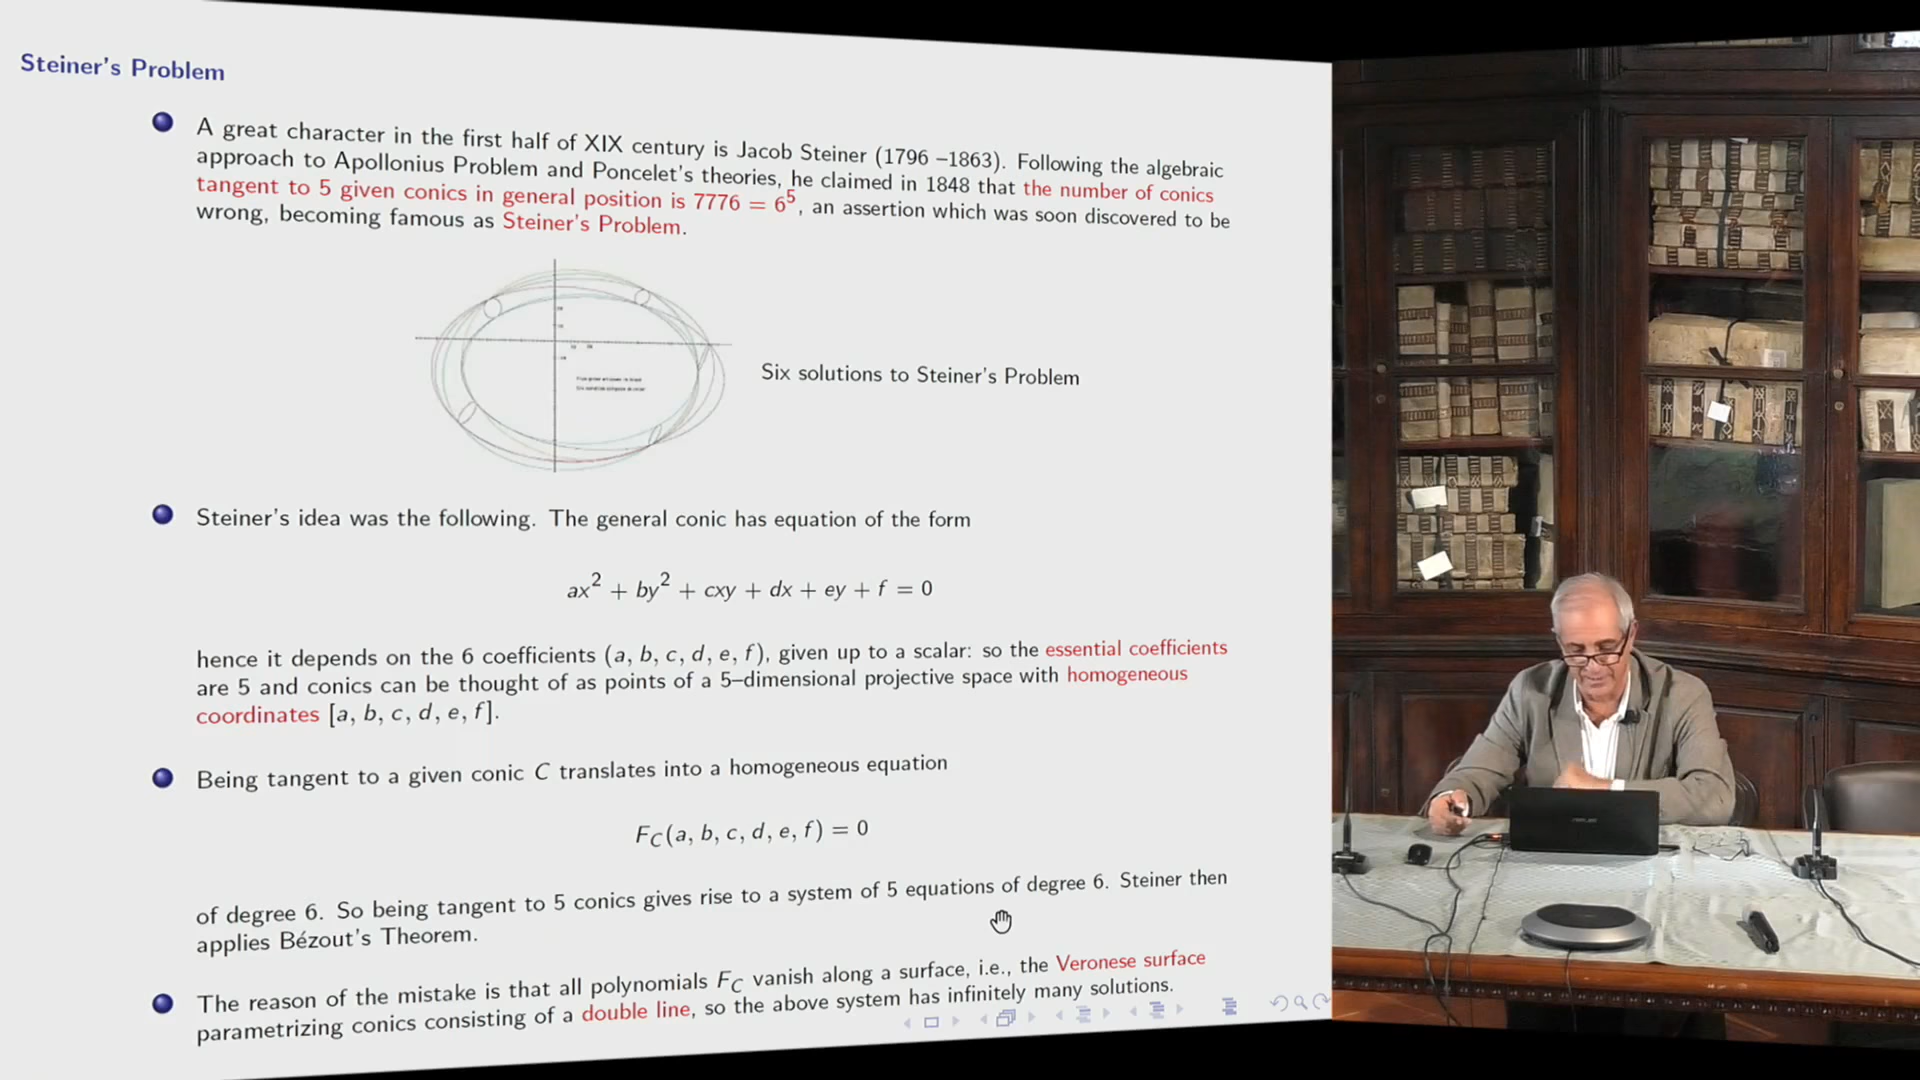 Steiner's Problem
A great character in the first half of XIX century is Jacob Steiner (1796 –1863). Following the algebraic
approach to Apollonius Problem and Poncelet's theories, he claimed in 1848 that the number of conics
tangent to 5 given conics in general position is 7776 = 6⁵, an assertion which was soon discovered to be
wrong, becoming famous as Steiner's Problem.
Six solutions to Steiner's Problem
Steiner's idea was the following. The general conic has equation of the form
ax² + by² + cxy + dx + ey + f = 0
hence it depends on the 6 coefficients (a, b, c, d, e, f), given up to a scalar: so the essential coefficients
are 5 and conics can be thought of as points of a 5–dimensional projective space with homogeneous
coordinates [a, b, c, d, e, f].
Being tangent to a given conic C translates into a homogeneous equation
F_C(a, b, c, d, e, f) = 0
of degree 6. So being tangent to 5 conics gives rise to a system of 5 equations of degree 6. Steiner then
applies Bézout's Theorem.
The reason of the mistake is that all polynomials F_C vanish along a surface, i.e., the Veronese surface
parametrizing conics consisting of a double line, so the above system has infinitely many solutions.